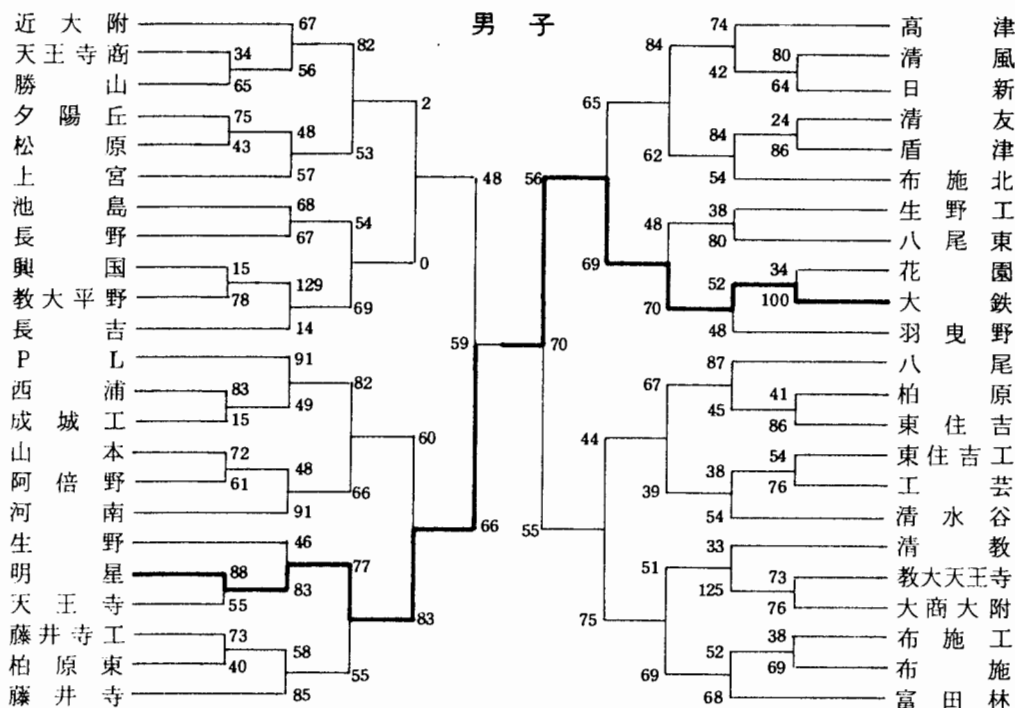 男子
近大附
天王寺商
勝山
夕陽丘
松原
上宮
池島
長野
興国
教大平野
長吉
PL
西浦
成城工
山本
阿倍野
河南
生野
明星
天王寺
藤井寺工
柏原東
藤井寺
34
65
75
43
15
78
83
15
72
61
88
55
73
40
67
56
48
57
68
67
129
14
91
49
48
91
46
83
58
85
82
53
54
69
82
66
77
55
2
0
60
83
48
66
59
70
56
55
65
69
44
75
84
62
48
70
67
39
51
69
74
42
84
54
38
80
52
48
87
45
38
54
33
125
52
68
80
64
24
86
34
100
41
86
54
76
73
76
38
69
高津
清風
日新
清友
盾津
布施北
生野工
八尾東
花園
大鉄
羽曳野
八尾
柏原
東住吉
東住吉工
工芸
清水谷
清教
教大天王寺
大商大附
布施工
布施
富田林